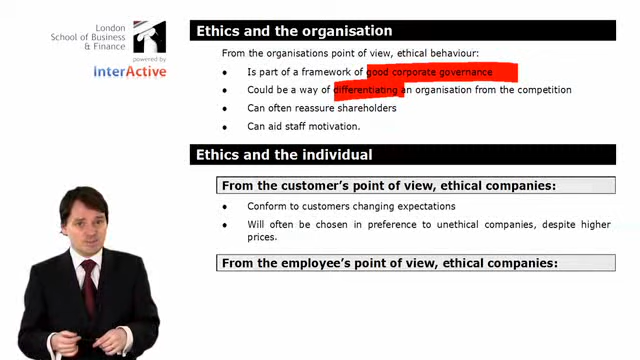 London
School of Business
& Finance
powered by
InterActive
Ethics and the organisation
From the organisations point of view, ethical behaviour:
• Is part of a framework of good corporate governance
• Could be a way of differentiating an organisation from the competition
• Can often reassure shareholders
• Can aid staff motivation.
Ethics and the individual
From the customer's point of view, ethical companies:
• Conform to customers changing expectations
• Will often be chosen in preference to unethical companies, despite higher
prices.
From the employee's point of view, ethical companies: